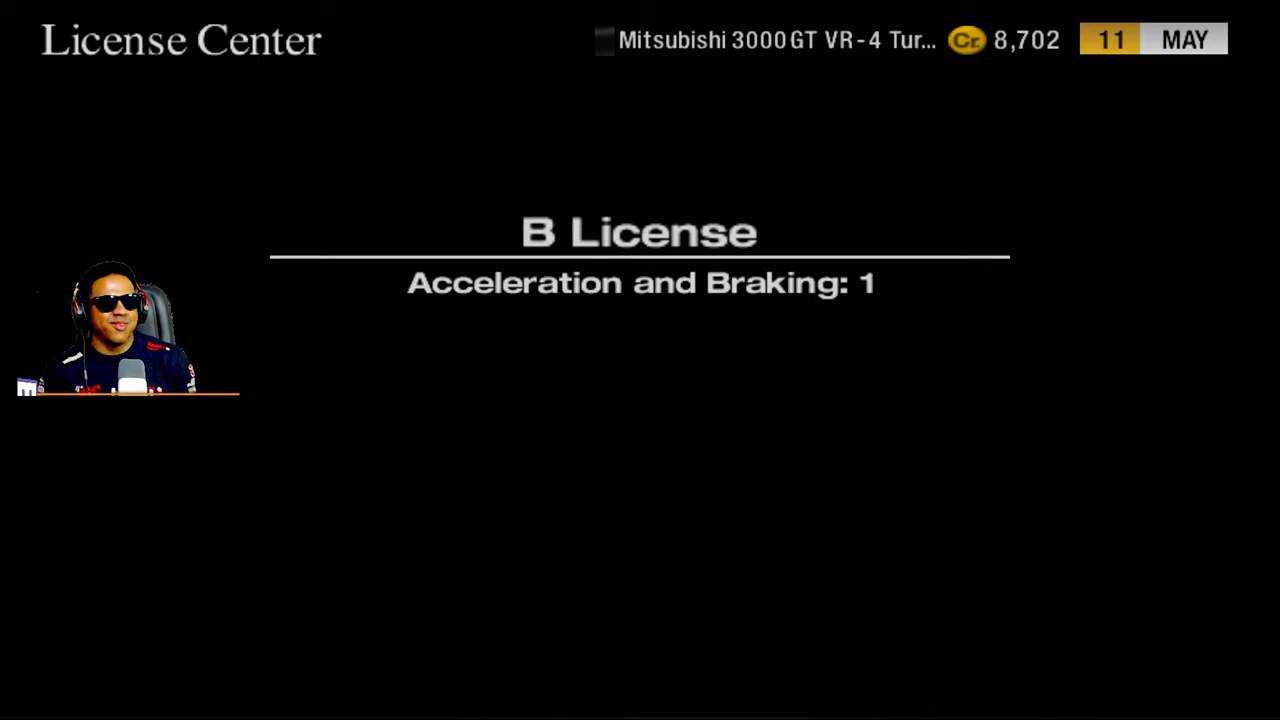 License Center
Mitsubishi 3000GT VR-4 Tur... Cr. 8,702 11 MAY
B License
Acceleration and Braking: 1